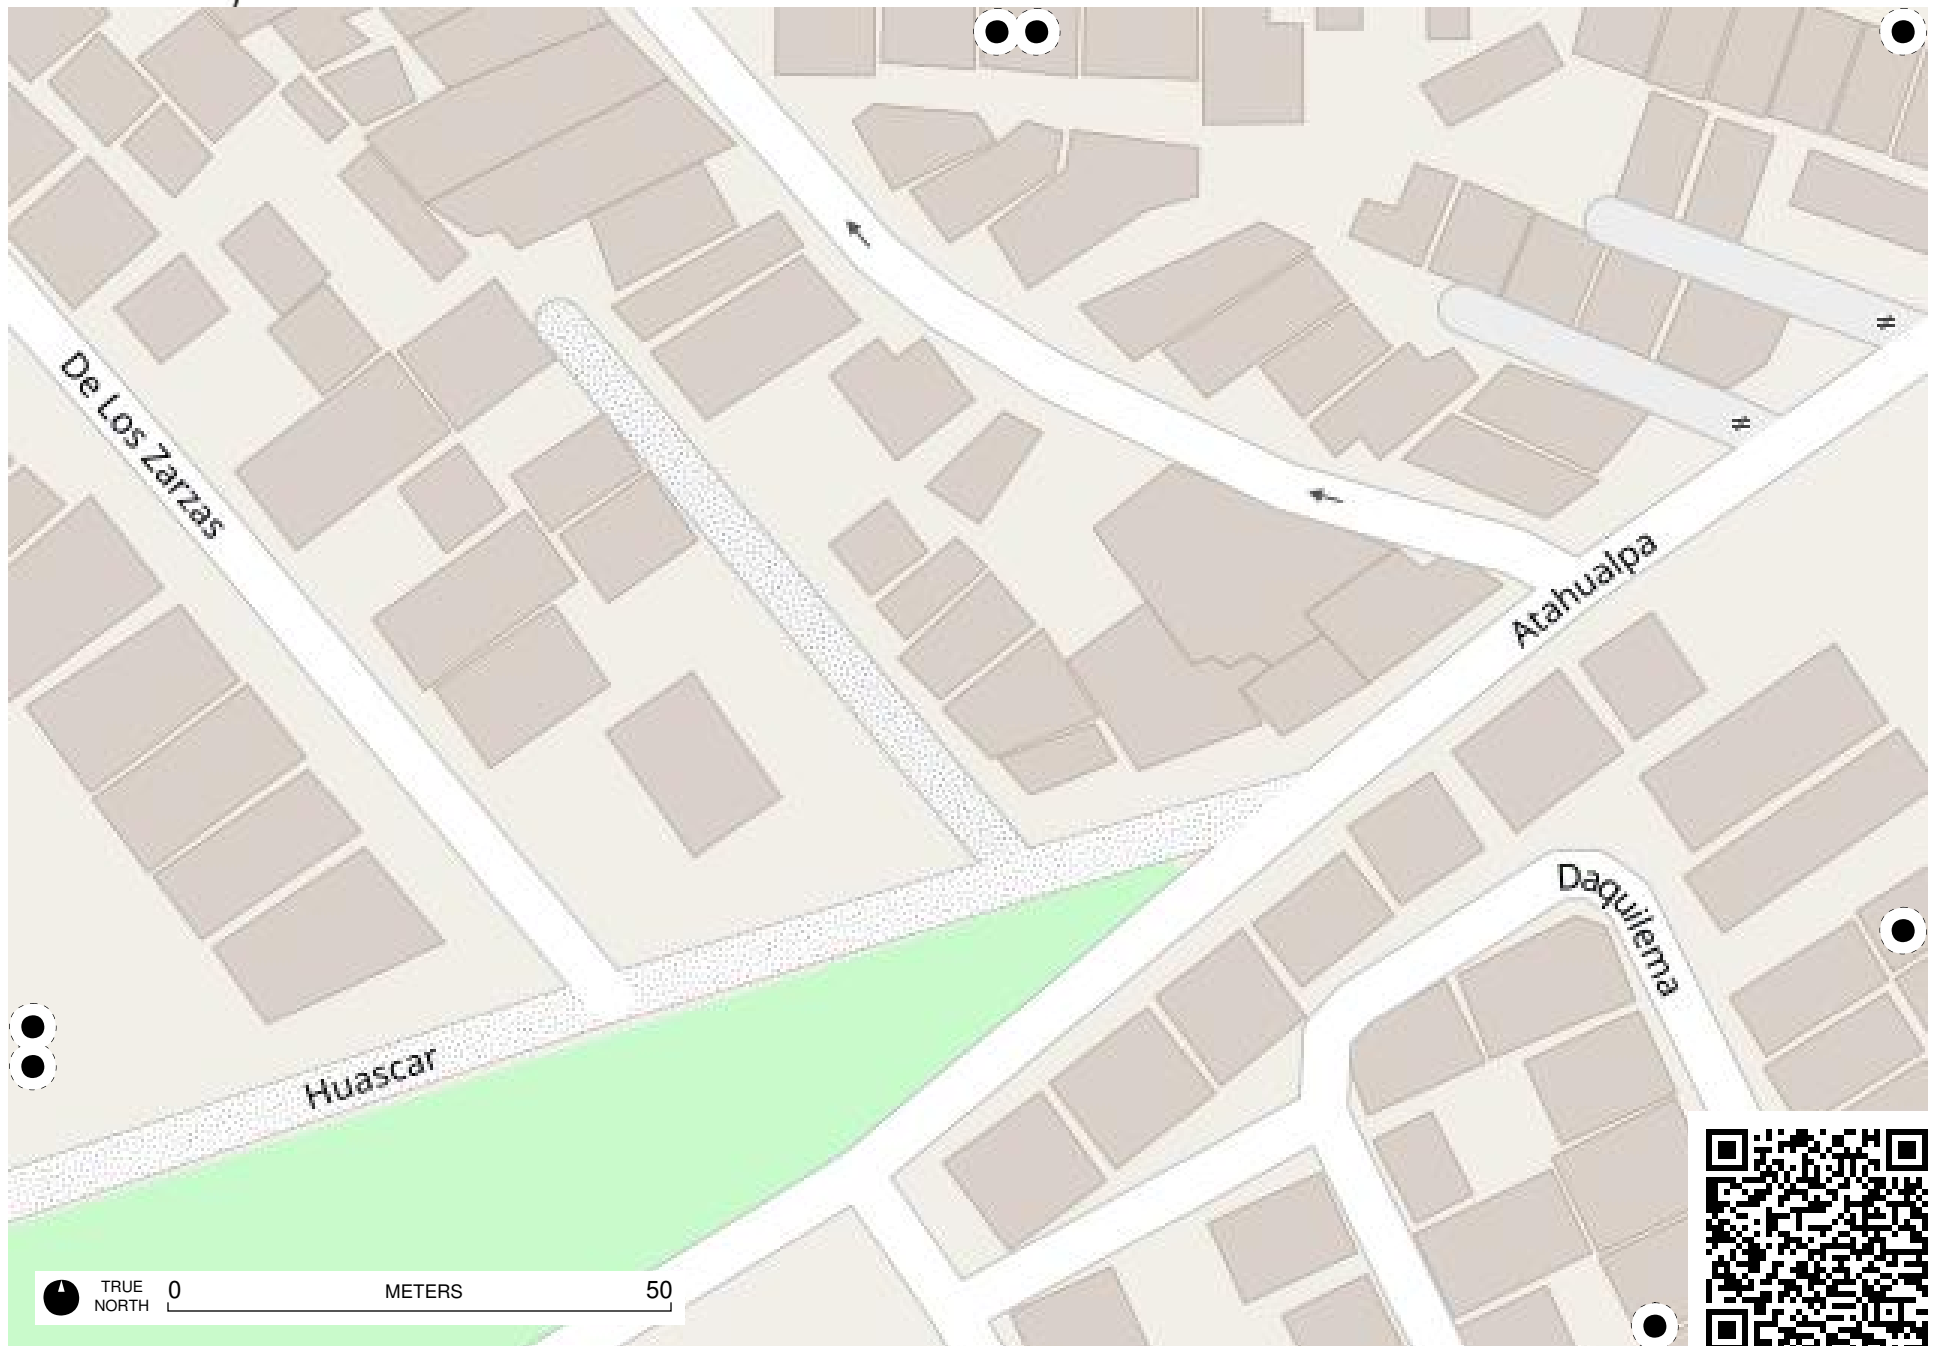 De Los Zarzas
Atahualpa
Daquilema
Huascar
TRUE
NORTH
0 METERS 50